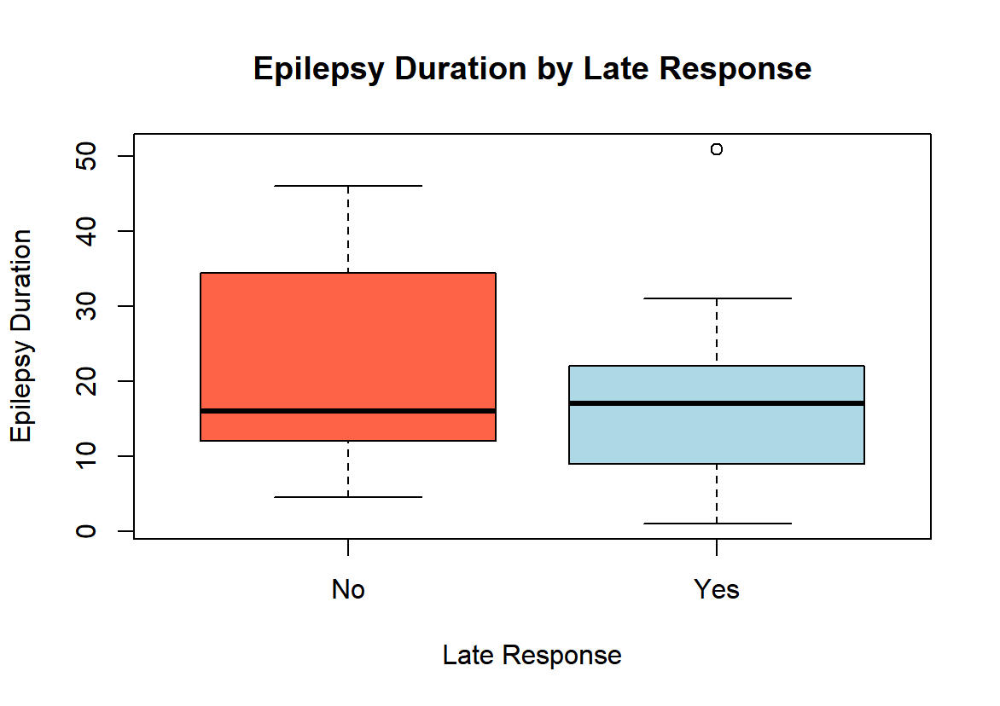 Epilepsy Duration by Late Response
Epilepsy Duration
50
40
30
20
10
0
No Yes
Late Response